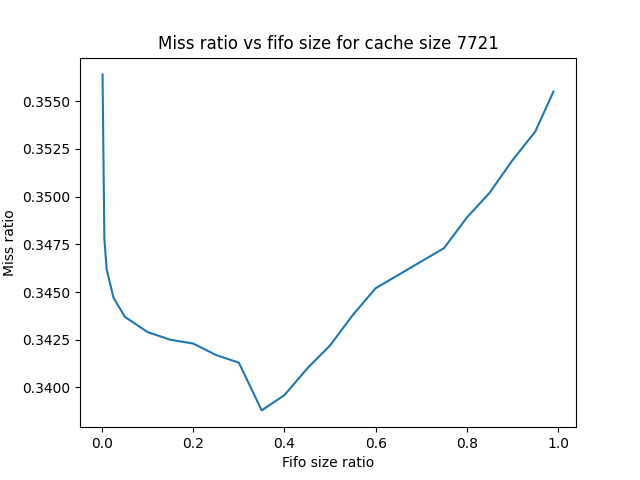 Miss ratio vs fifo size for cache size 7721
0.3550
0.3525
0.3500
0.3475
0.3450
0.3425
0.3400
Miss ratio
0.0 0.2 0.4 0.6 0.8 1.0
Fifo size ratio